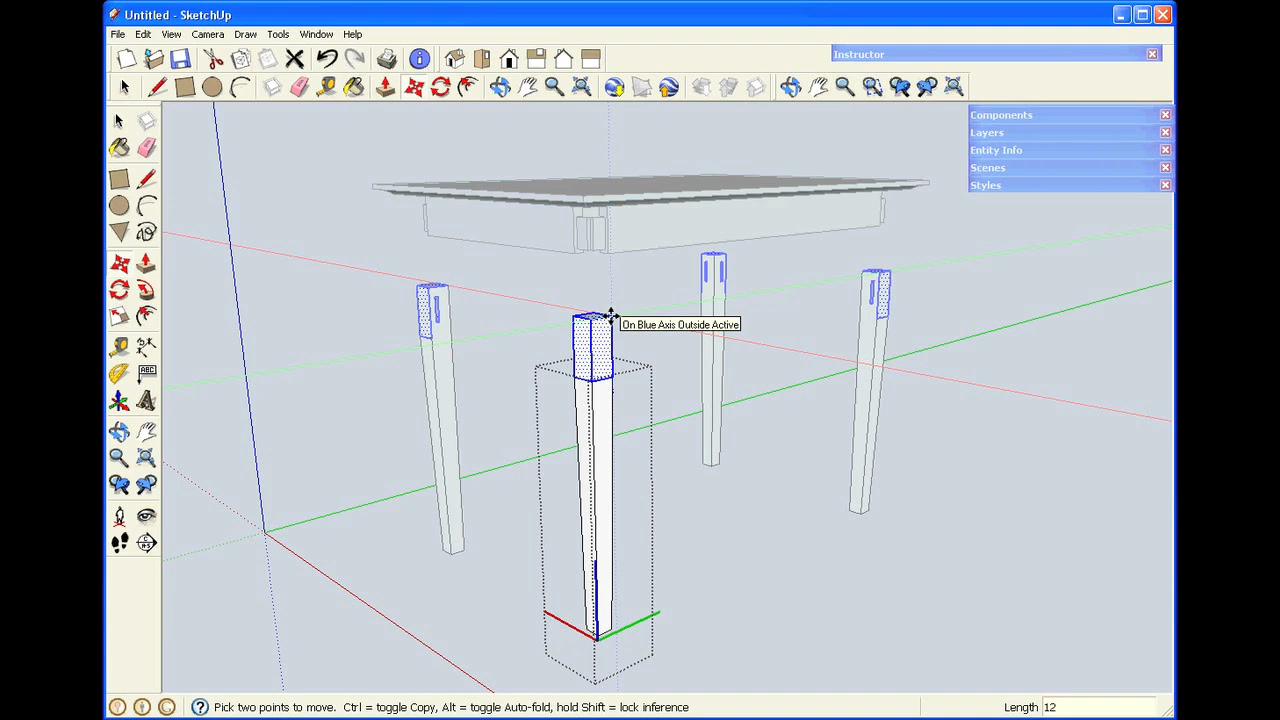 Untitled - SketchUp
File Edit View Camera Draw Tools Window Help
Instructor
Components
Layers
Entity Info
Scenes
Styles
On Blue Axis Outside Active
ABC
Pick two points to move. Ctrl = toggle Copy, Alt = toggle Auto-fold, hold Shift = lock inference Length 12